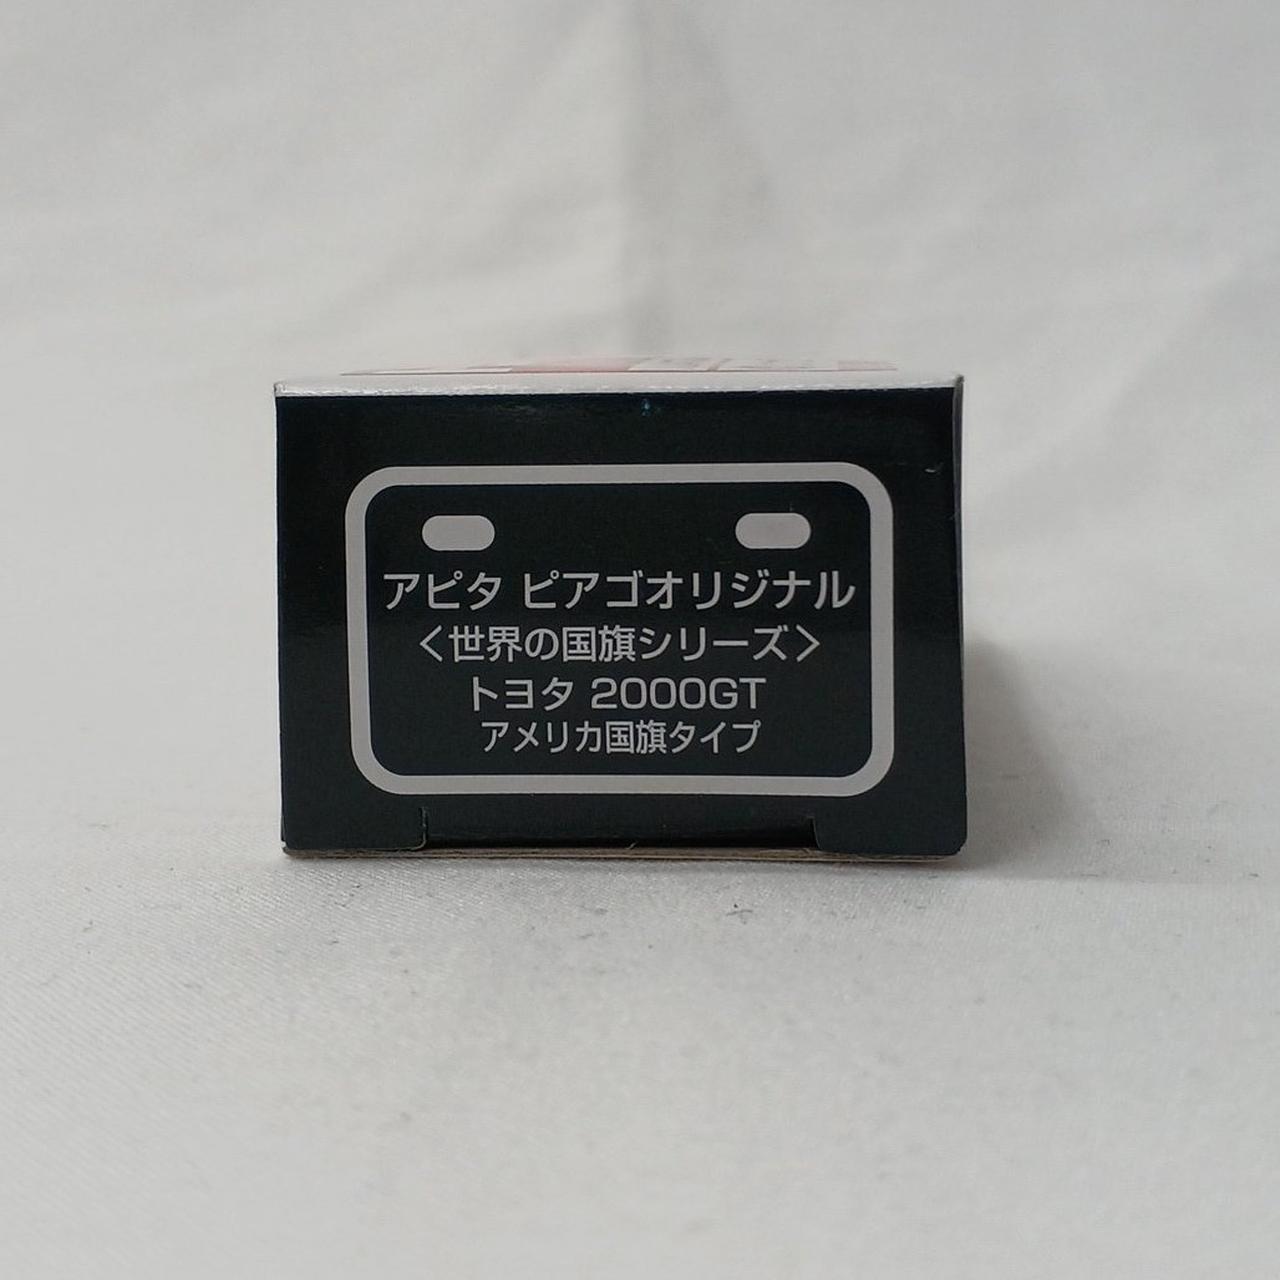 アピタ ピアゴオリジナル
〈世界の国旗シリーズ〉
トヨタ 2000GT
アメリカ国旗タイプ